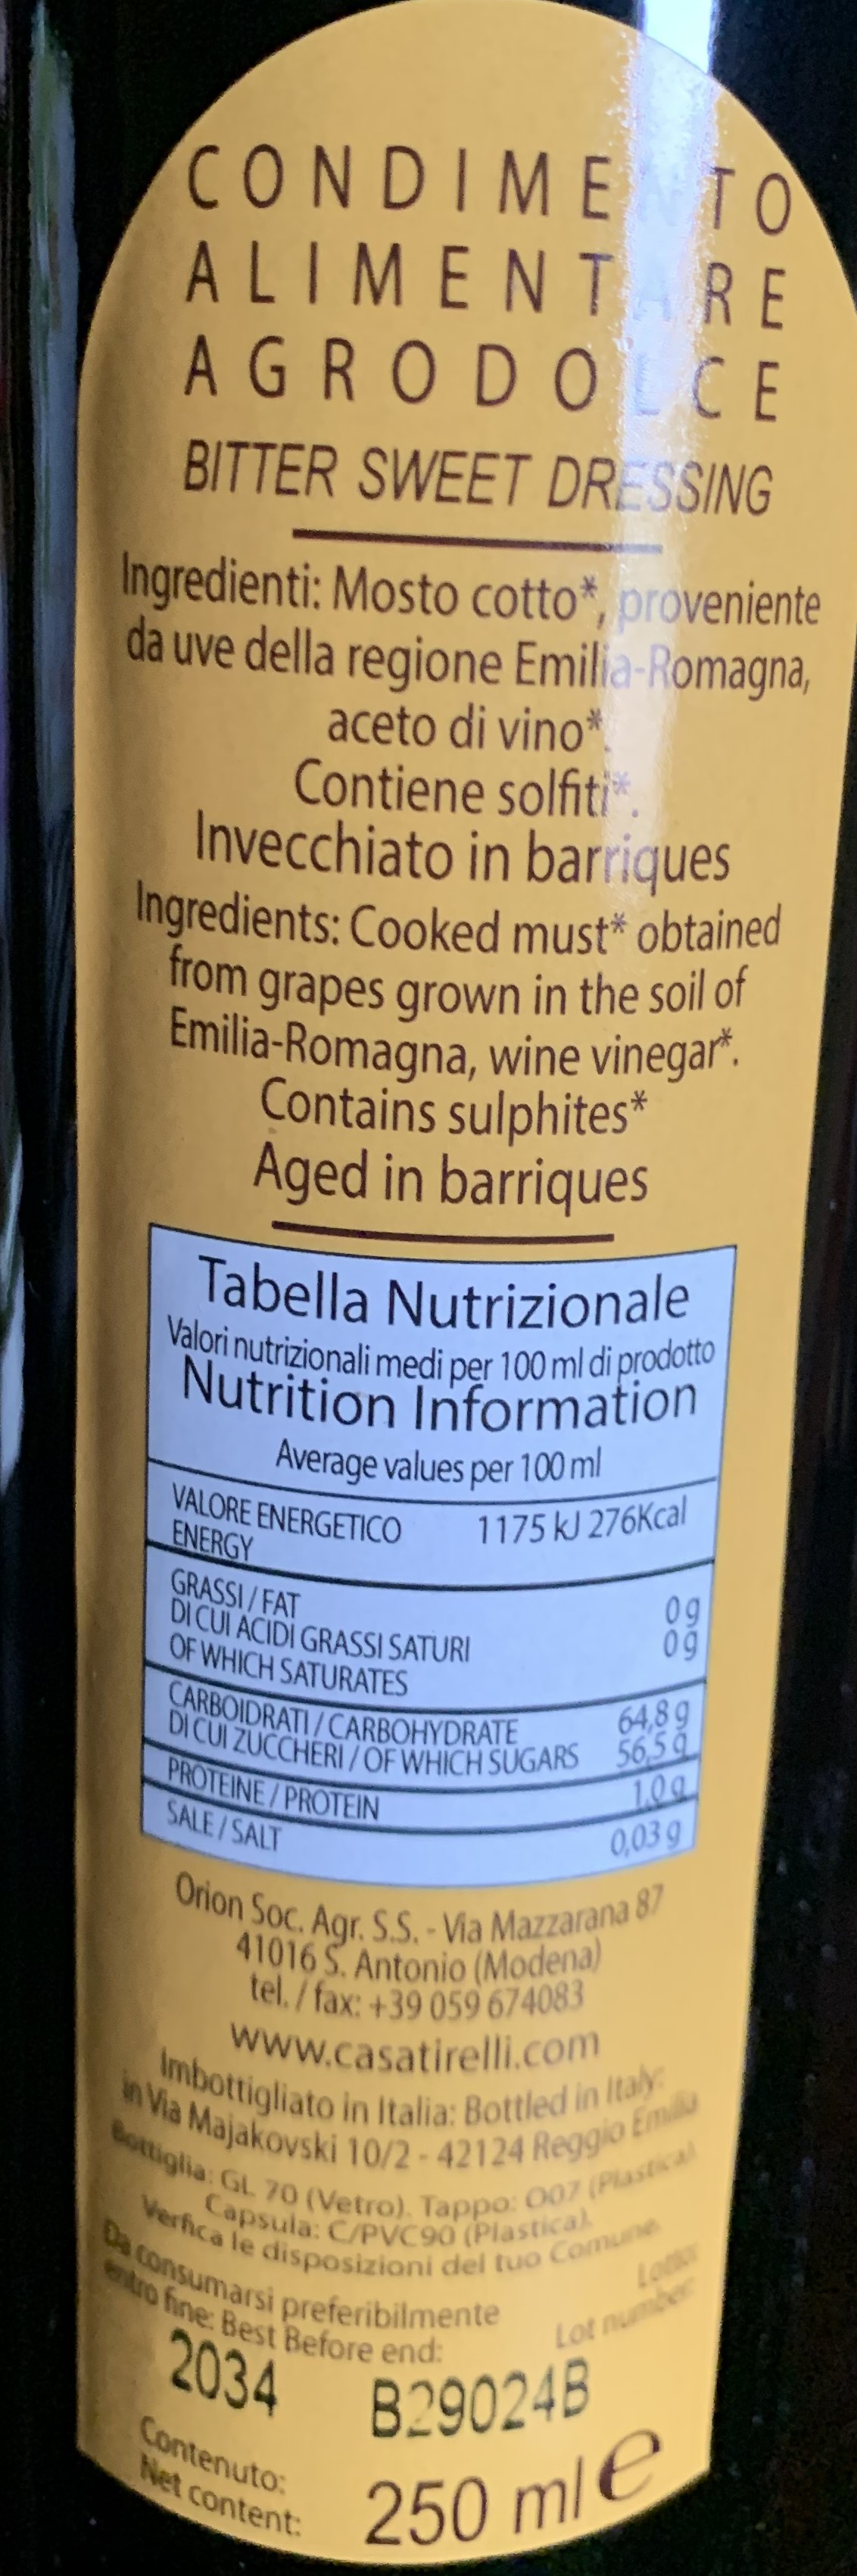 CONDIMENTO
ALIMENTARE
AGRODOLCE
BITTER SWEET DRESSING
Ingredienti: Mosto cotto*, proveniente
da uve della regione Emilia-Romagna,
aceto di vino*.
Contiene solfiti*.
Invecchiato in barriques
Ingredients: Cooked must* obtained
from grapes grown in the soil of
Emilia-Romagna, wine vinegar*.
Contains sulphites*
Aged in barriques
Tabella Nutrizionale
Valori nutrizionali medi per 100 ml di prodotto
Nutrition Information
Average values per 100 ml
VALORE ENERGETICO 1175 kJ 276Kcal
ENERGY
GRASSI / FAT 0 g
DI CUI ACIDI GRASSI SATURI 0 g
OF WHICH SATURATES
CARBOIDRATI / CARBOHYDRATE 64,8 g
DI CUI ZUCCHERI / OF WHICH SUGARS 56,5 g
PROTEINE / PROTEIN 1,0 g
SALE / SALT 0,03 g
Orion Soc. Agr. S.S. - Via Mazzarana 87
41016 S. Antonio (Modena)
tel. / fax: +39 059 674083
www.casatirelli.com
Imbottigliato in Italia: Bottled in Italy:
in Via Majakovski 10/2 - 42124 Reggio Emilia
Bottiglia: GL 70 (Vetro). Tappo: O07 (Plastica).
Capsula: C/PVC90 (Plastica).
Verfica le disposizioni del tuo Comune.
Da consumarsi preferibilmente Lotto:
entro fine: Best Before end: Lot number:
2034 B29024B
Contenuto:
Net content: 250 ml e